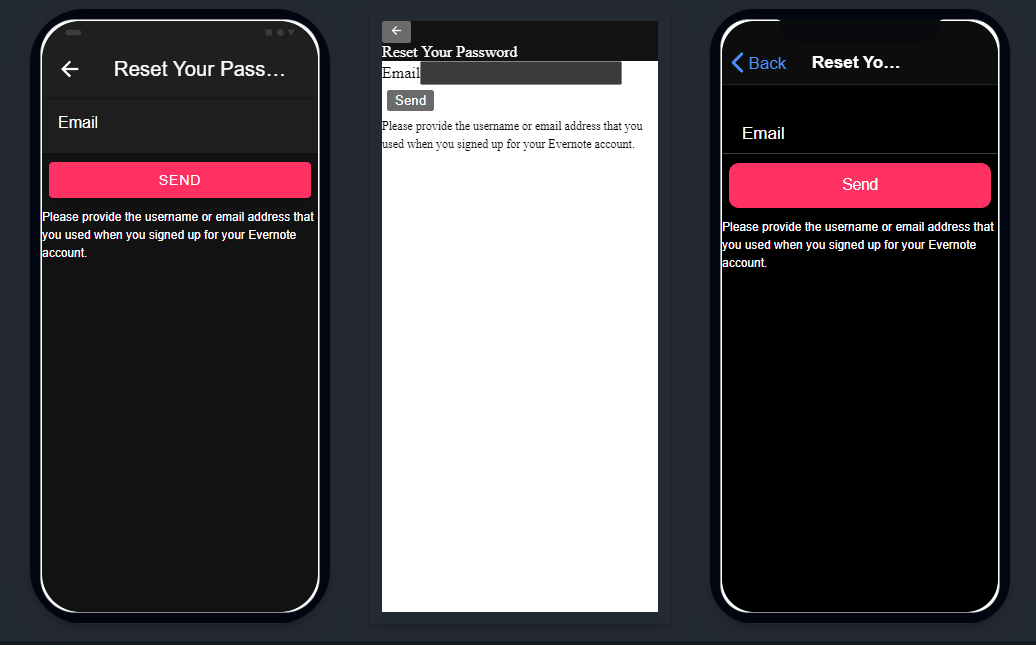 Reset Your Pass...
Email
SEND
Please provide the username or email address that
you used when you signed up for your Evernote
account.
Reset Your Password
Email
Send
Please provide the username or email address that you
used when you signed up for your Evernote account.
Back Reset Yo...
Email
Send
Please provide the username or email address that
you used when you signed up for your Evernote
account.